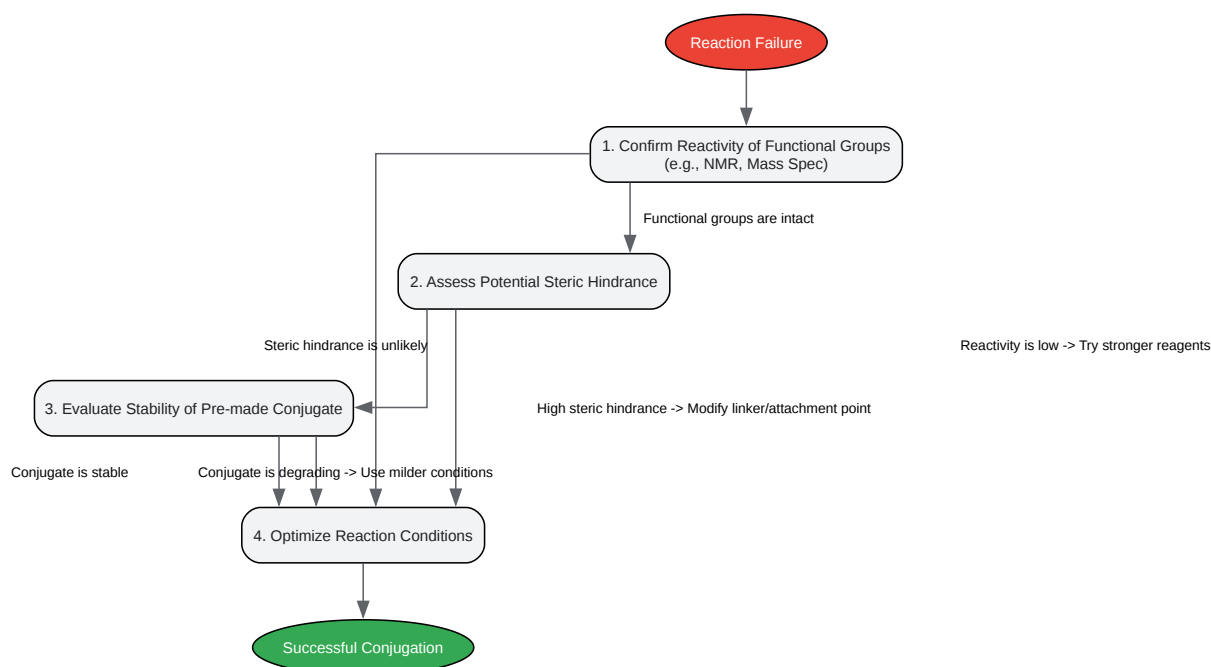 Reaction Failure
1. Confirm Reactivity of Functional Groups
(e.g., NMR, Mass Spec)
Functional groups are intact
2. Assess Potential Steric Hindrance
Steric hindrance is unlikely
Reactivity is low -> Try stronger reagents
3. Evaluate Stability of Pre-made Conjugate
High steric hindrance -> Modify linker/attachment point
Conjugate is stable
Conjugate is degrading -> Use milder conditions
4. Optimize Reaction Conditions
Successful Conjugation